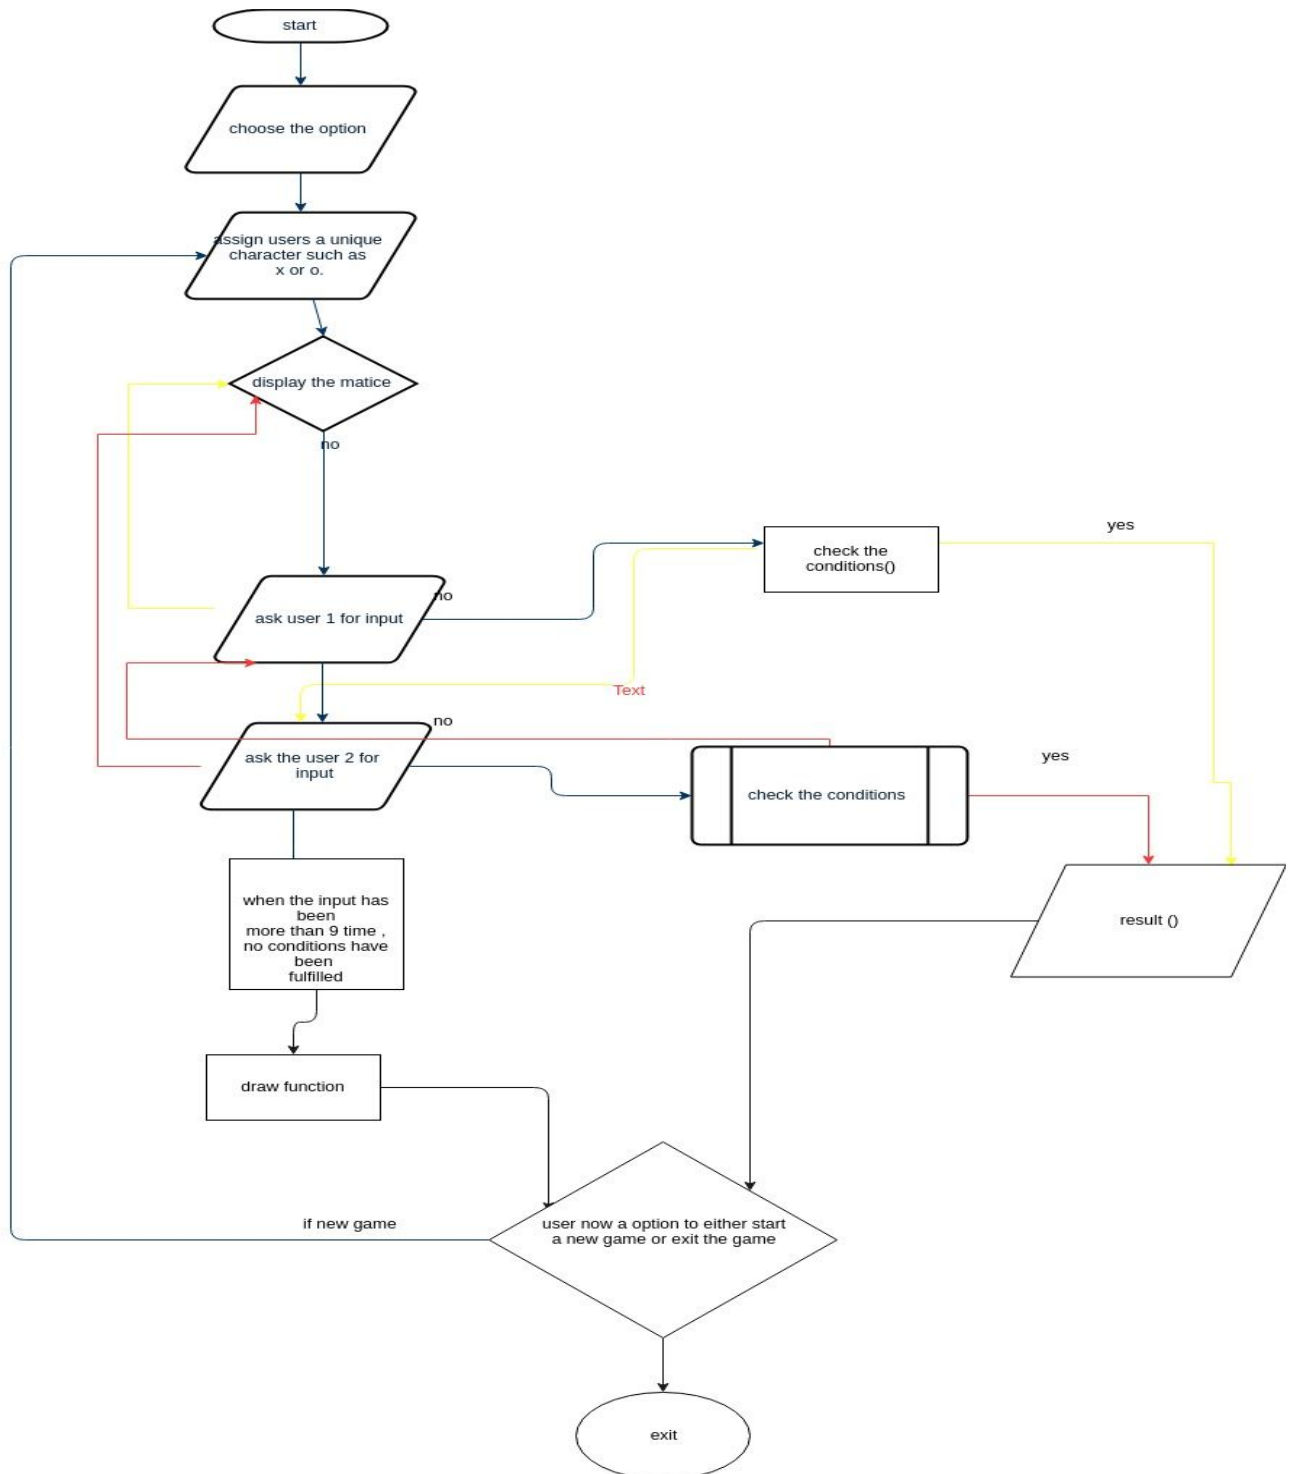 start
choose the option
assign users a unique
character such as
x or o.
display the matice
no
yes
check the
conditions()
no
ask user 1 for input
Text
no
ask the user 2 for
input
yes
check the conditions
when the input has
been
more than 9 time ,
no conditions have
been
fulfilled
result ()
draw function
if new game
user now a option to either start
a new game or exit the game
exit